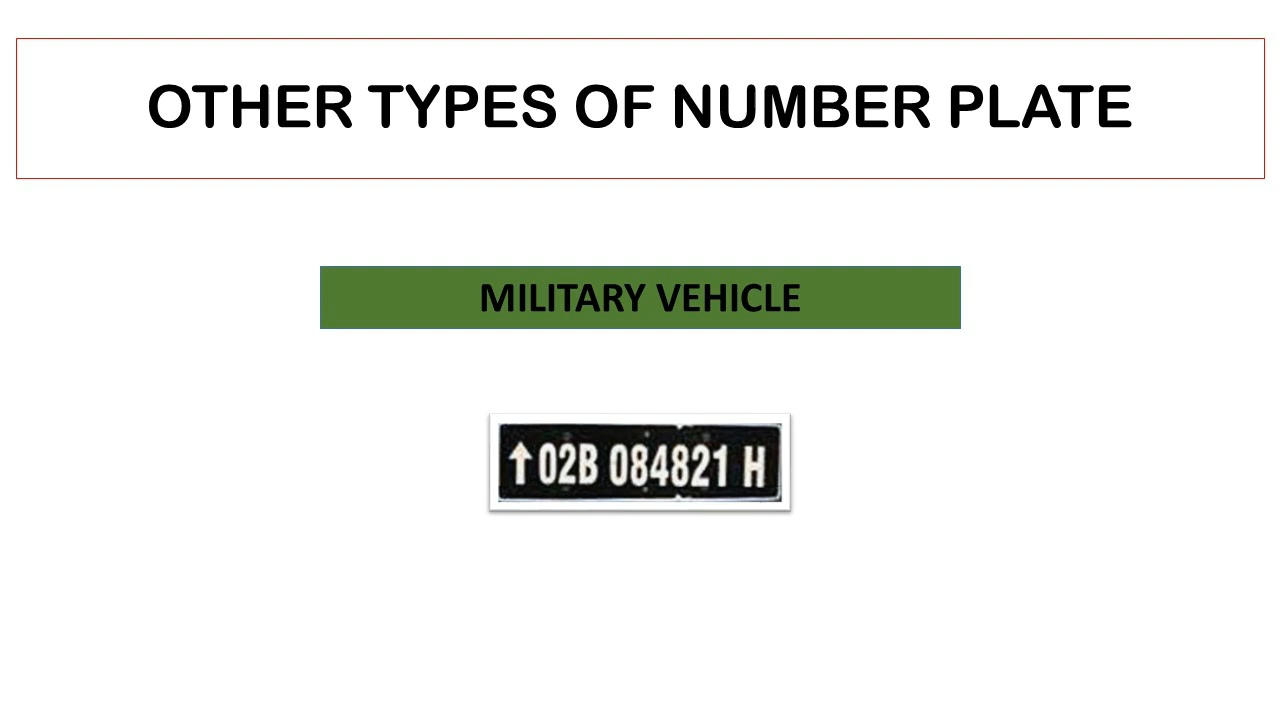 OTHER TYPES OF NUMBER PLATE
MILITARY VEHICLE
↑02B 084821 H